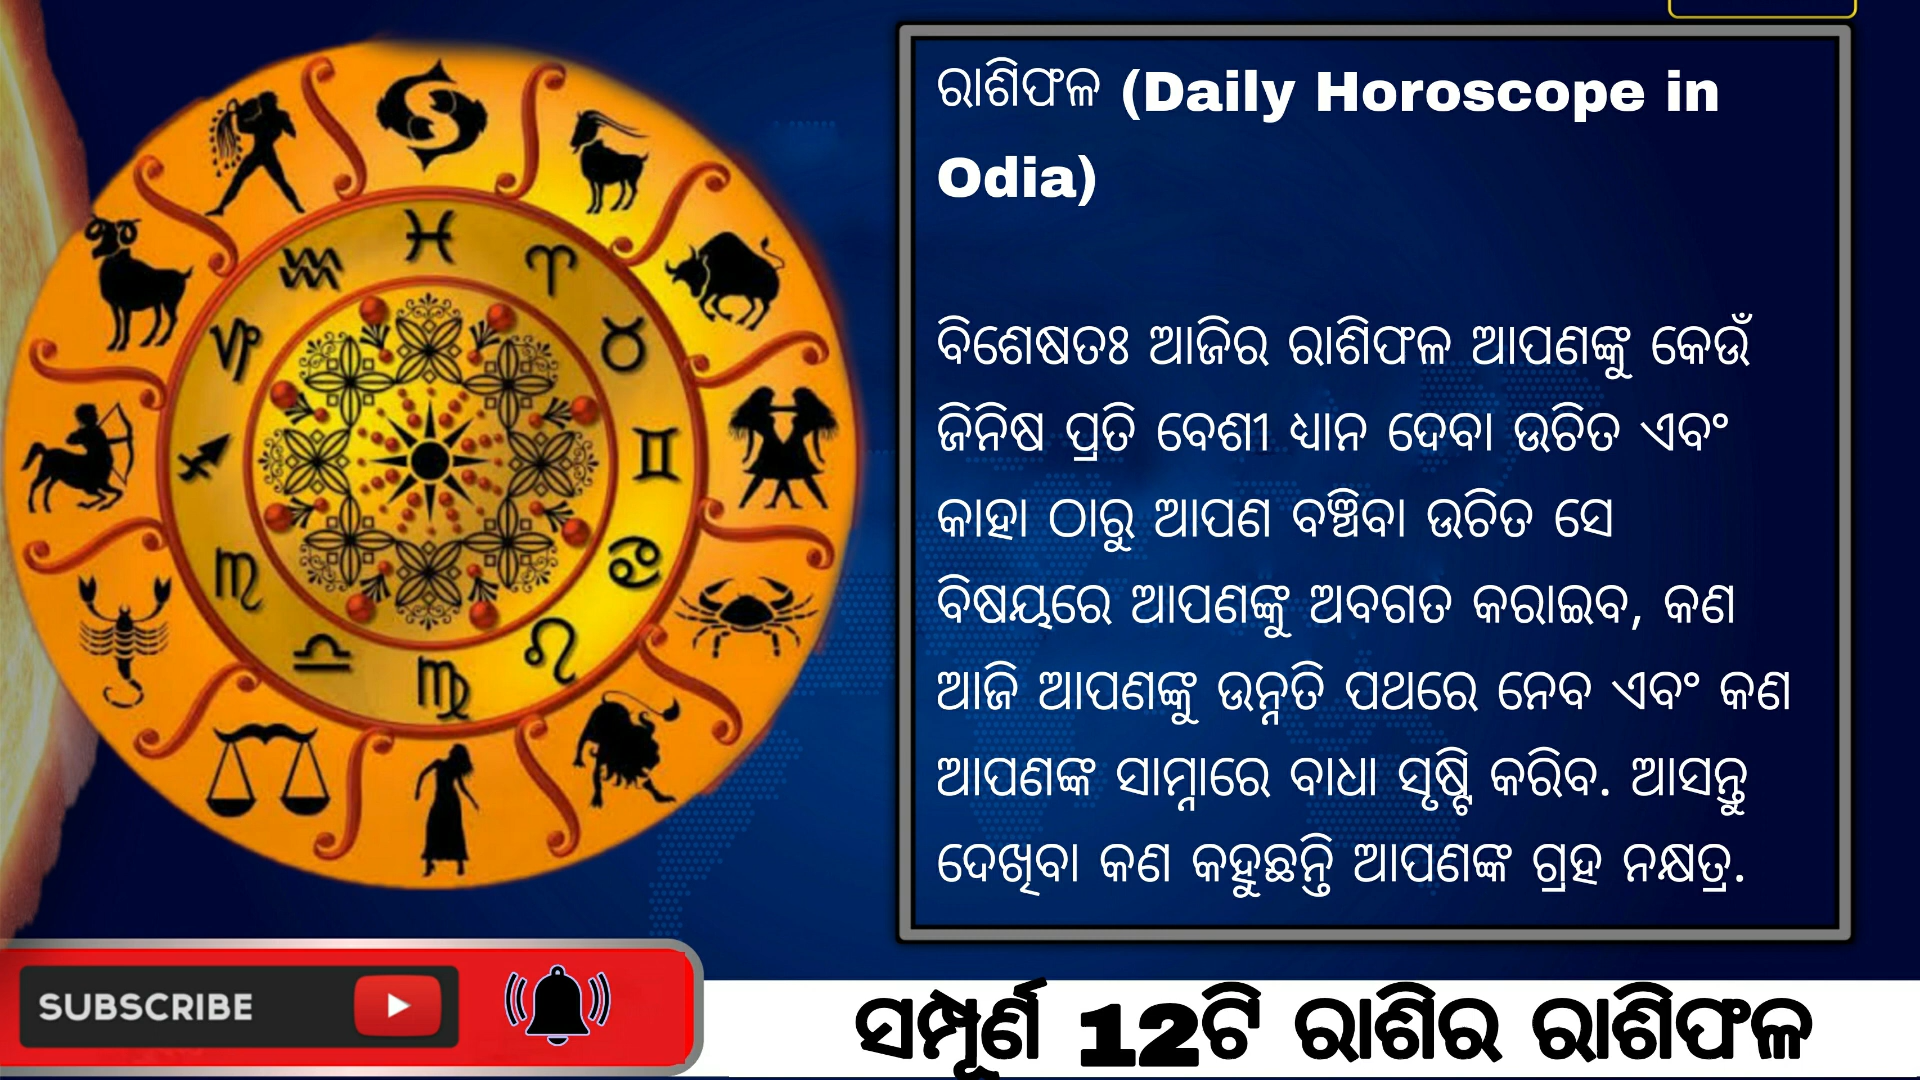 ରାଶିଫଳ (Daily Horoscope in
Odia)
ବିଶେଷତଃ ଆଜିର ରାଶିଫଳ ଆପଣଙ୍କୁ କେଉଁ
ଜିନିଷ ପ୍ରତି ବେଶୀ ଧ୍ୟାନ ଦେବା ଉଚିତ ଏବଂ
କାହା ଠାରୁ ଆପଣ ବଞ୍ଚିବା ଉଚିତ ସେ
ବିଷୟରେ ଆପଣଙ୍କୁ ଅବଗତ କରାଇବ, କଣ
ଆଜି ଆପଣଙ୍କୁ ଉନ୍ନତି ପଥରେ ନେବ ଏବଂ କଣ
ଆପଣଙ୍କ ସାମ୍ନାରେ ବାଧା ସୃଷ୍ଟି କରିବ. ଆସନ୍ତୁ
ଦେଖିବା କଣ କହୁଛନ୍ତି ଆପଣଙ୍କ ଗ୍ରହ ନକ୍ଷତ୍ର.
SUBSCRIBE
ସମ୍ପୂର୍ଣ 12ଟି ରାଶିର ରାଶିଫଳ